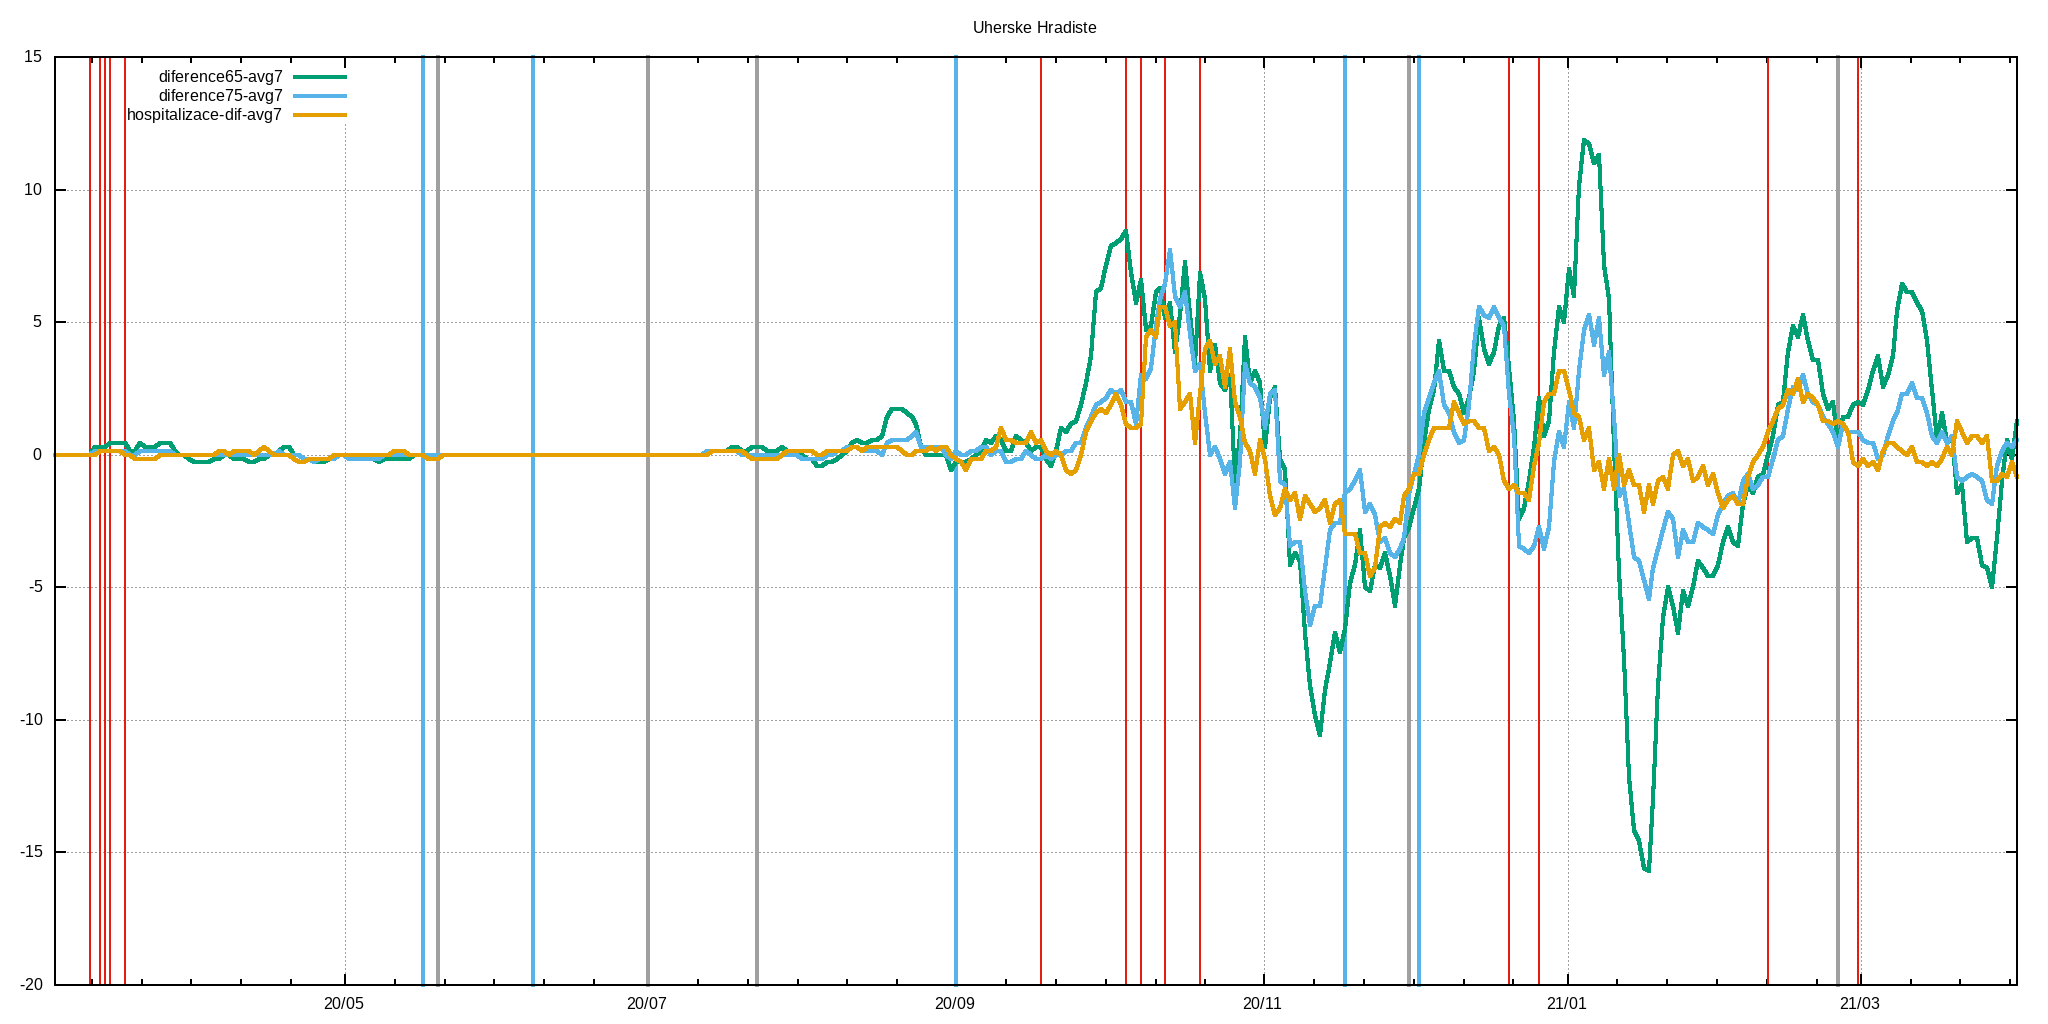 Uherske Hradiste
15
diference65-avg7
diference75-avg7
hospitalizace-dif-avg7
10
5
0
-5
-10
-15
-20
20/05 20/07 20/09 20/11 21/01 21/03